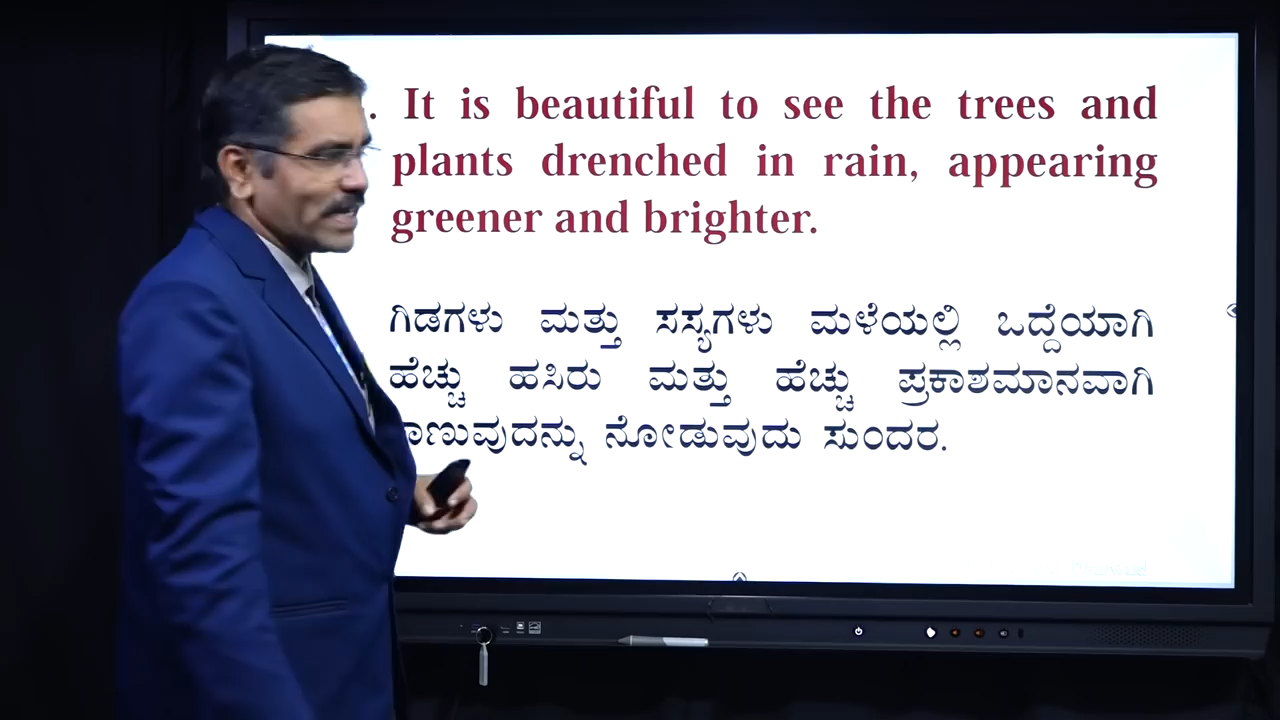 . It is beautiful to see the trees and
plants drenched in rain, appearing
greener and brighter.
ಗಿಡಗಳು ಮತ್ತು ಸಸ್ಯಗಳು ಮಳೆಯಲ್ಲಿ ಒದ್ದೆಯಾಗಿ
ಹೆಚ್ಚು ಹಸಿರು ಮತ್ತು ಹೆಚ್ಚು ಪ್ರಕಾಶಮಾನವಾಗಿ
ನೋಡುವುದು ಸುಂದರ.